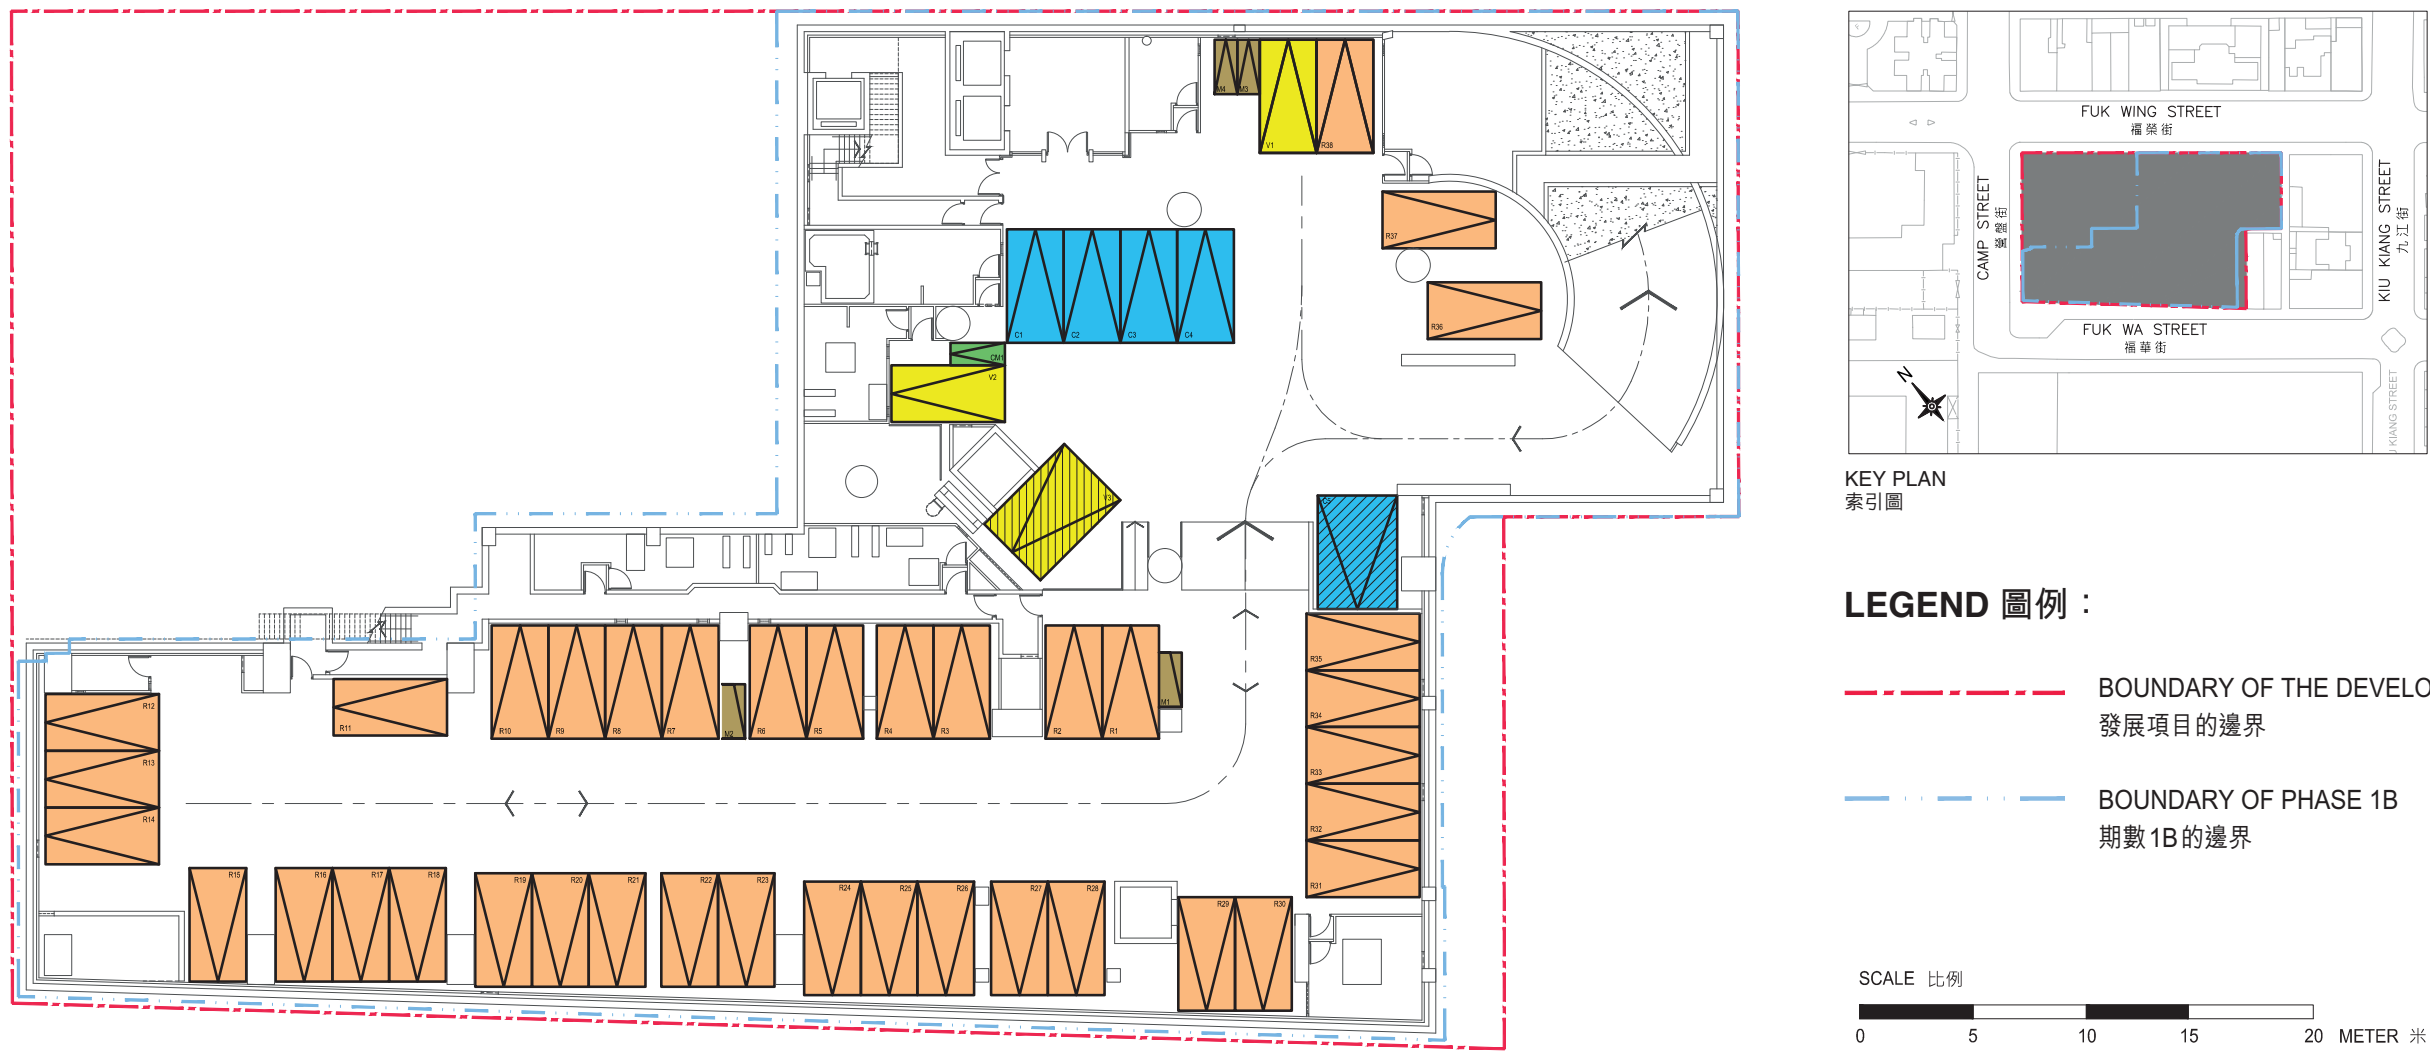 M4
M3
V1
R38
R37
R36
C1
C2
C3
C4
CM1
V2
V3
C5
R12
R13
R14
R11
R10
R9
R8
R7
M2
R6
R5
R4
R3
R2
R1
M1
R35
R34
R33
R32
R31
R15
R16
R17
R18
R19
R20
R21
R22
R23
R24
R25
R26
R27
R28
R29
R30
FUK WING STREET
福榮街
CAMP STREET
營盤街
KIU KIANG STREET
九江街
FUK WA STREET
福華街
N
U KIANG STREET
KEY PLAN
索引圖
LEGEND 圖例：
BOUNDARY OF THE DEVELO
發展項目的邊界
BOUNDARY OF PHASE 1B
期數1B的邊界
SCALE 比例
0 5 10 15 20 METER 米